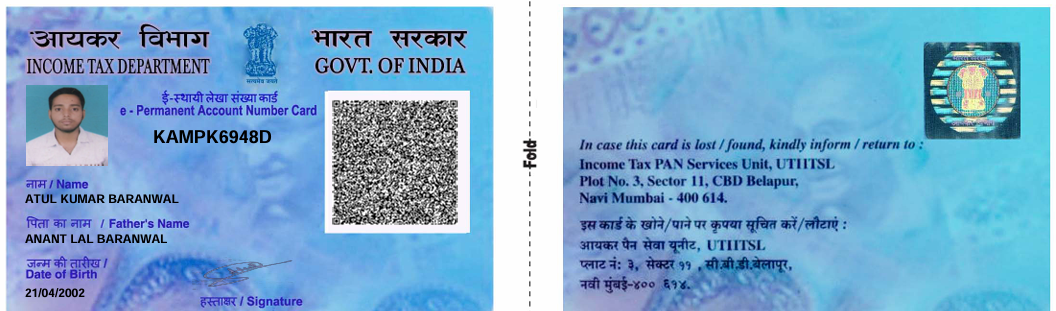 आयकर विभाग
INCOME TAX DEPARTMENT
सत्यमेव जयते
भारत सरकार
GOVT. OF INDIA
ई-स्थायी लेखा संख्या कार्ड
e - Permanent Account Number Card
KAMPK6948D
नाम / Name
ATUL KUMAR BARANWAL
पिता का नाम / Father's Name
ANANT LAL BARANWAL
जन्म की तारीख /
Date of Birth
21/04/2002
हस्ताक्षर / Signature
Fold
In case this card is lost / found, kindly inform / return to :
Income Tax PAN Services Unit, UTIITSL
Plot No. 3, Sector 11, CBD Belapur,
Navi Mumbai - 400 614.
इस कार्ड के खोने/पाने पर कृपया सूचित करें/लौटाएं :
आयकर पैन सेवा यूनीट, UTIITSL
प्लाट नं: ३, सेक्टर ११ , सी.बी.डी.बेलापूर,
नवी मुंबई-४०० ६१४.